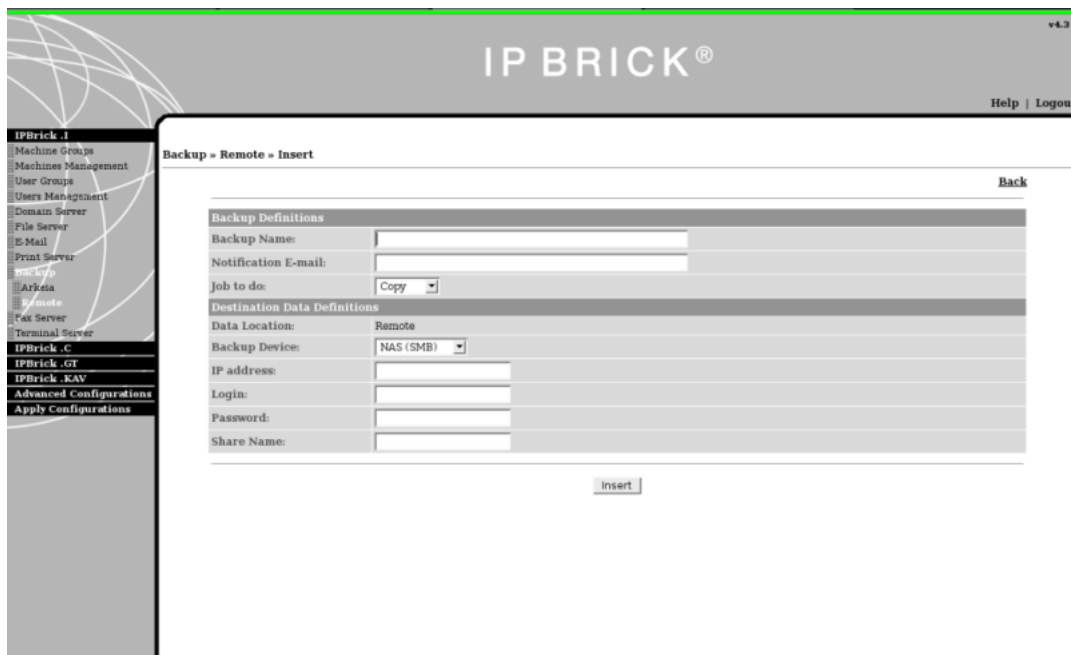 v4.3
IPBRICK®
Help | Logou
IPBrick .I
Machine Groups
Machines Management
User Groups
Users Management
Domain Server
File Server
E-Mail
Print Server
Backup
Arkeia
Remote
Fax Server
Terminal Server
IPBrick .C
IPBrick .GT
IPBrick .KAV
Advanced Configurations
Apply Configurations
Backup » Remote » Insert
Back
Backup Definitions
Backup Name:
Notification E-mail:
Job to do: Copy
Destination Data Definitions
Data Location: Remote
Backup Device: NAS (SMB)
IP address:
Login:
Password:
Share Name:
Insert